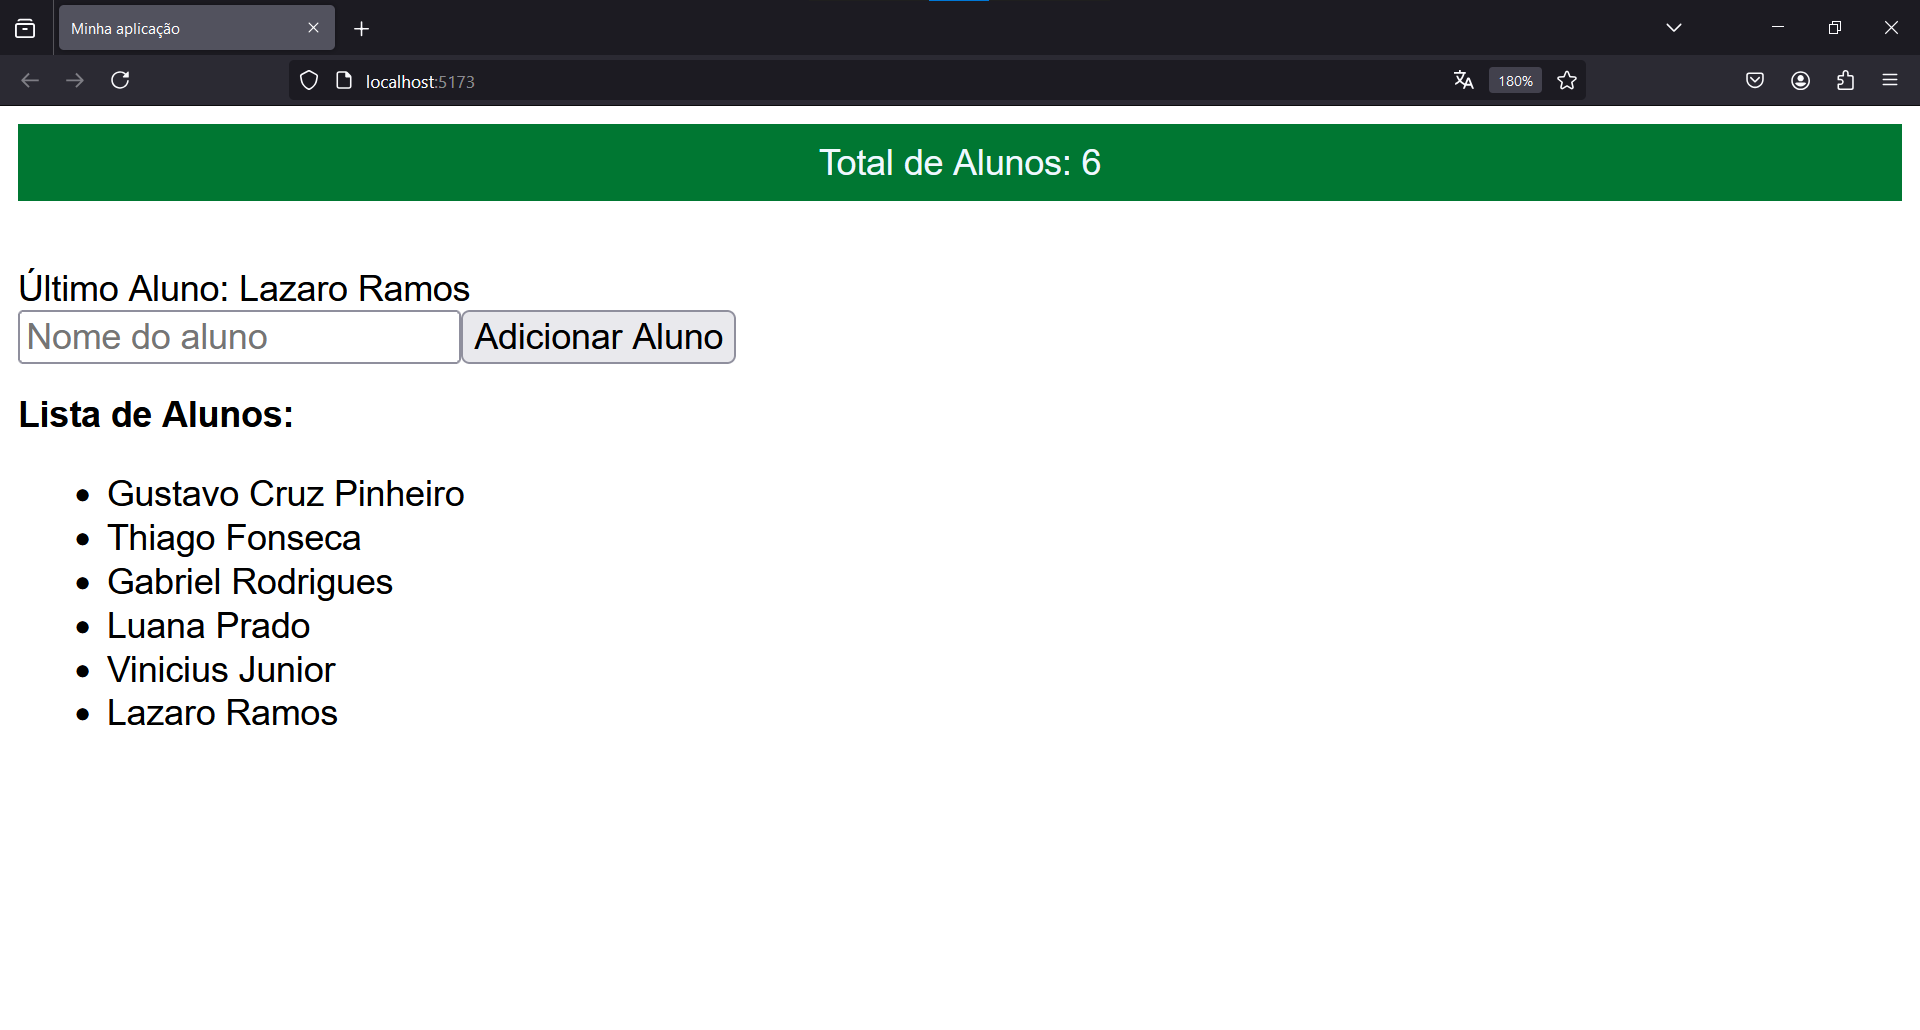 Minha aplicação
localhost:5173
180%
Total de Alunos: 6
Último Aluno: Lazaro Ramos
Nome do aluno Adicionar Aluno
Lista de Alunos:
Gustavo Cruz Pinheiro
Thiago Fonseca
Gabriel Rodrigues
Luana Prado
Vinicius Junior
Lazaro Ramos